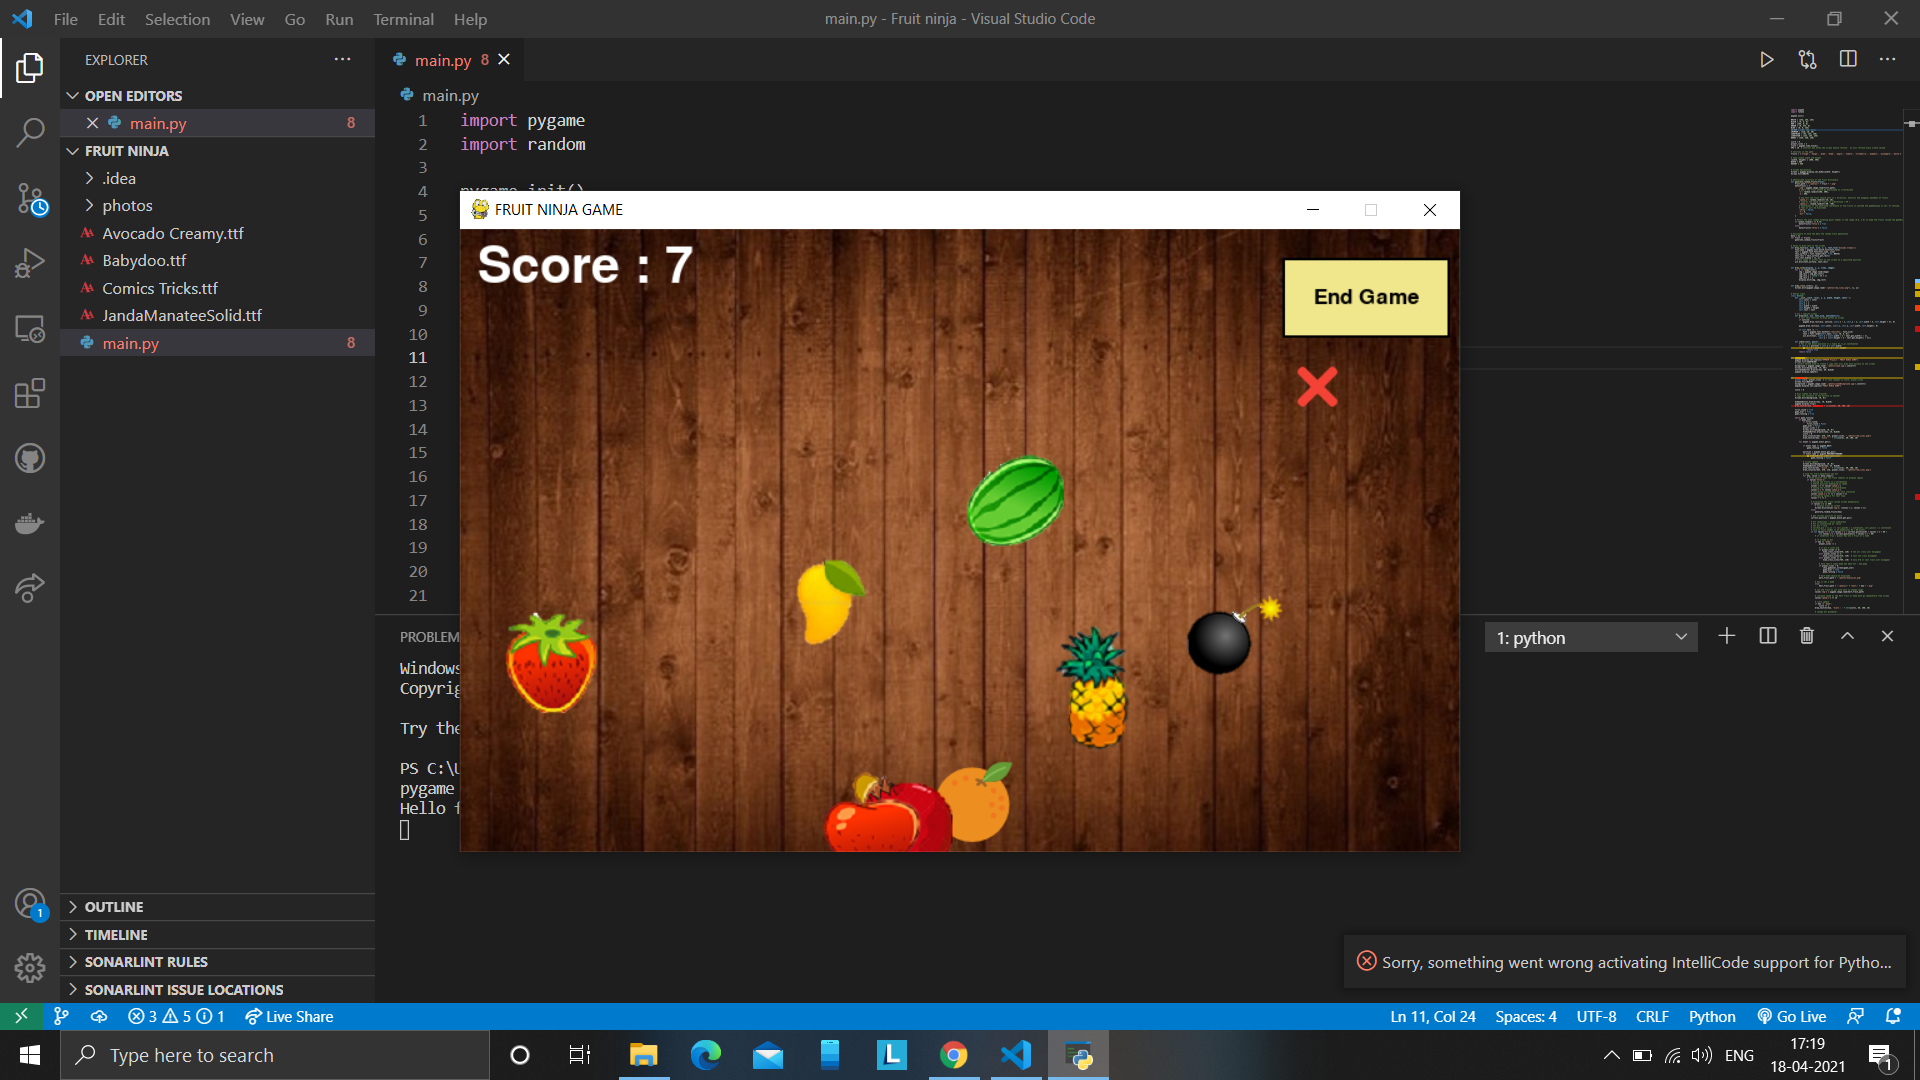 File Edit Selection View Go Run Terminal Help
main.py - Fruit ninja - Visual Studio Code
EXPLORER
main.py 8
OPEN EDITORS
main.py 8
FRUIT NINJA
.idea
photos
Avocado Creamy.ttf
Babydoo.ttf
Comics Tricks.ttf
JandaManateeSolid.ttf
main.py 8
OUTLINE
TIMELINE
SONARLINT RULES
SONARLINT ISSUE LOCATIONS
main.py
1 import pygame
2 import random
3
4 pygame.init()
5
6
7
8
9
10
11
12
13
14
15
16
17
18
19
20
21
FRUIT NINJA GAME
Score : 7
End Game
PROBLEM
1: python
Windows
Copyrig
Try the
PS C:\U
pygame
Hello f
Sorry, something went wrong activating IntelliCode support for Pytho...
3 5 1 Live Share
Ln 11, Col 24 Spaces: 4 UTF-8 CRLF Python Go Live
1
Type here to search
L
ENG
17:19
18-04-2021
1